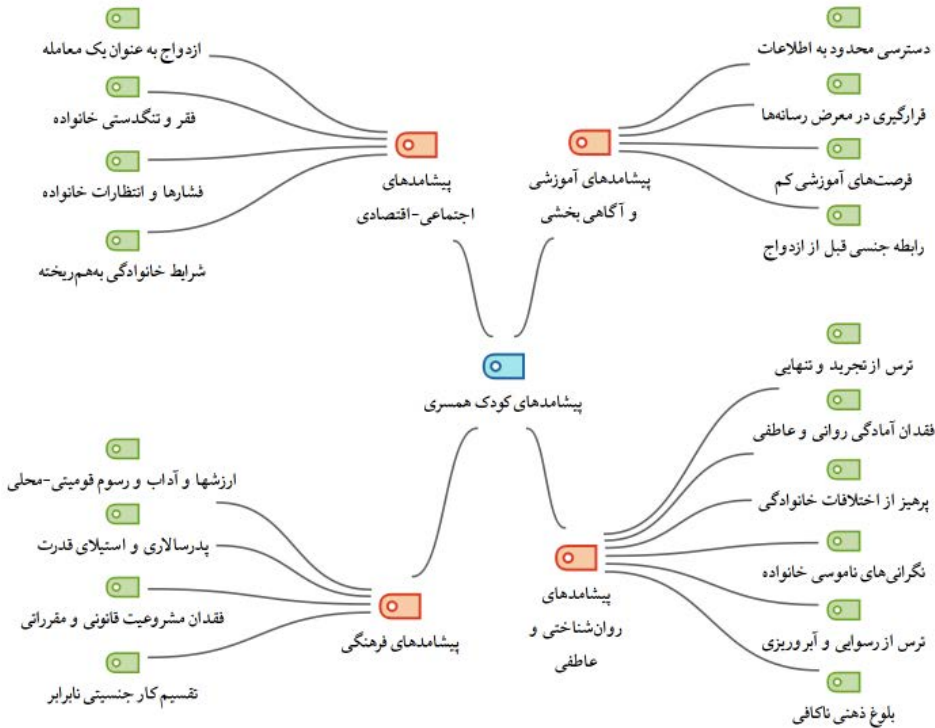 دسترسی محدود به اطلاعات
قرارگیری در معرض رسانه‌ها
فرصت‌های آموزشی کم
رابطه جنسی قبل از ازدواج
پیشامدهای آموزشی
و آگاهی بخشی
ازدواج به عنوان یک معامله
فقر و تنگدستی خانواده
فشارها و انتظارات خانواده
شرایط خانوادگی به‌هم‌ریخته
پیشامدهای
اجتماعی-اقتصادی
پیشامدهای کودک همسری
ترس از تجرید و تنهایی
فقدان آمادگی روانی و عاطفی
پرهیز از اختلافات خانوادگی
نگرانی‌های ناموسی خانواده
ترس از رسوایی و آبروریزی
بلوغ ذهنی ناکافی
پیشامدهای
روان‌شناختی و
عاطفی
ارزشها و آداب و رسوم قومیتی-محلی
پدرسالاری و استیلای قدرت
فقدان مشروعیت قانونی و مقرراتی
تقسیم کار جنسیتی نابرابر
پیشامدهای فرهنگی